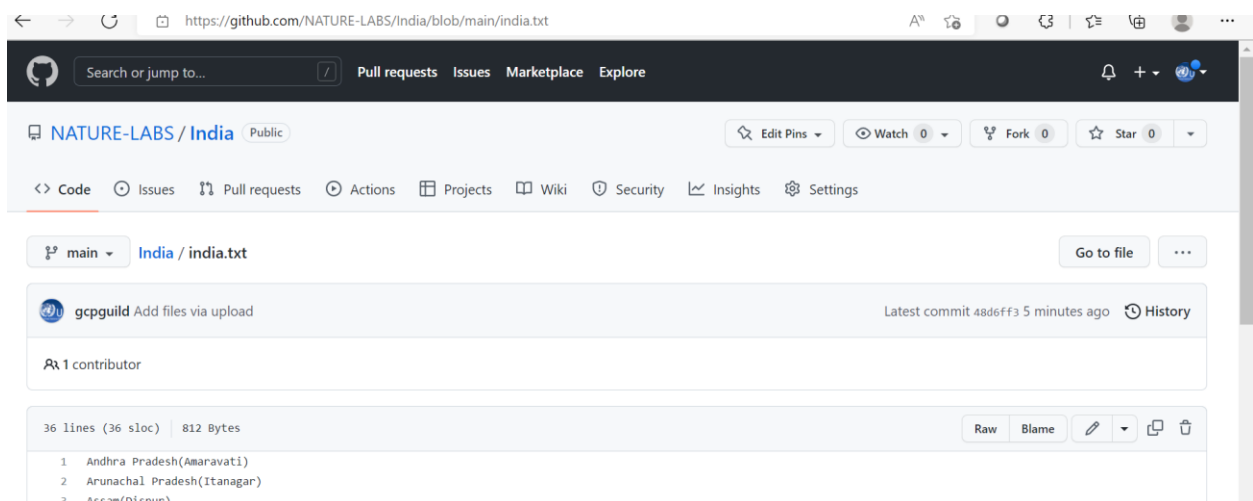 https://github.com/NATURE-LABS/India/blob/main/india.txt
Search or jump to... / Pull requests Issues Marketplace Explore
NATURE-LABS / India Public Edit Pins Watch 0 Fork 0 Star 0
<> Code Issues Pull requests Actions Projects Wiki Security Insights Settings
main India / india.txt Go to file ...
gcpguild Add files via upload Latest commit 48d6ff3 5 minutes ago History
1 contributor
36 lines (36 sloc) 812 Bytes Raw Blame
1 Andhra Pradesh(Amaravati)
2 Arunachal Pradesh(Itanagar)
3 Assam(Dispur)